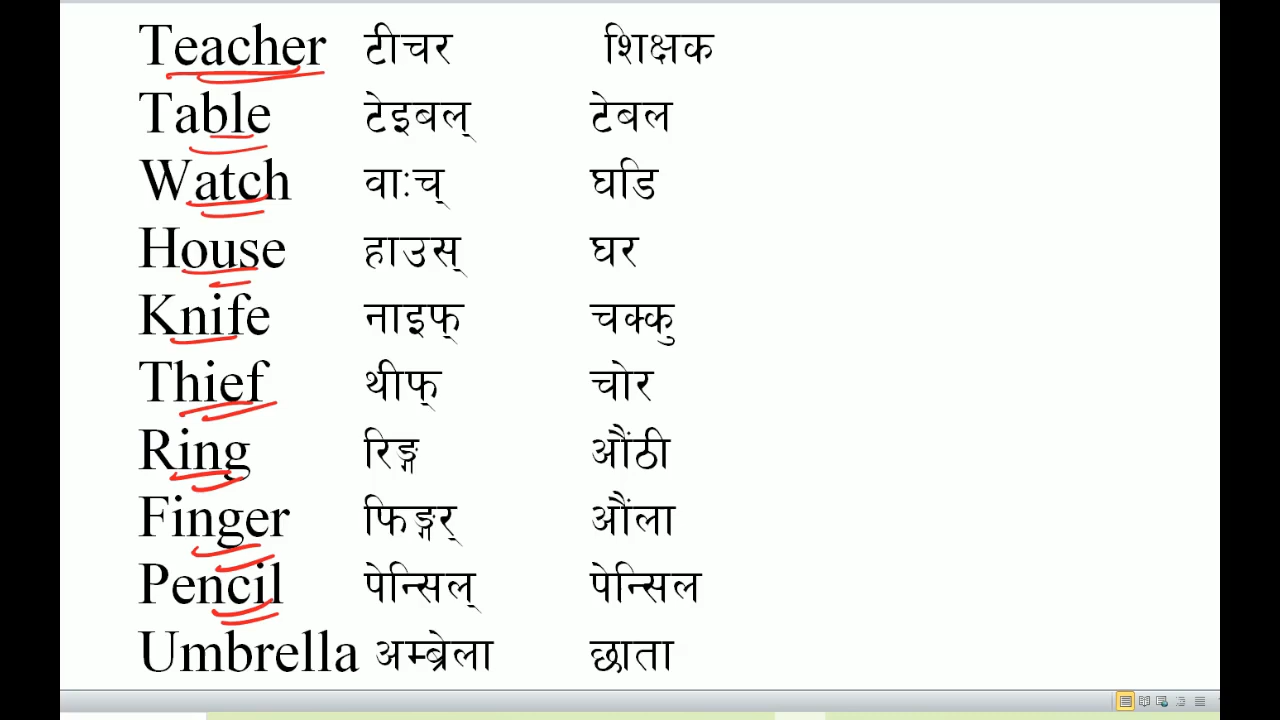 Teacher टीचर शिक्षक
Table टेइबल् टेबल
Watch वाःच् घडि
House हाउस् घर
Knife नाइफ् चक्कु
Thief थीफ् चोर
Ring रिङ्ग औंठी
Finger फिङ्गर् औंला
Pencil पेन्सिल् पेन्सिल
Umbrella अम्ब्रेला छाता